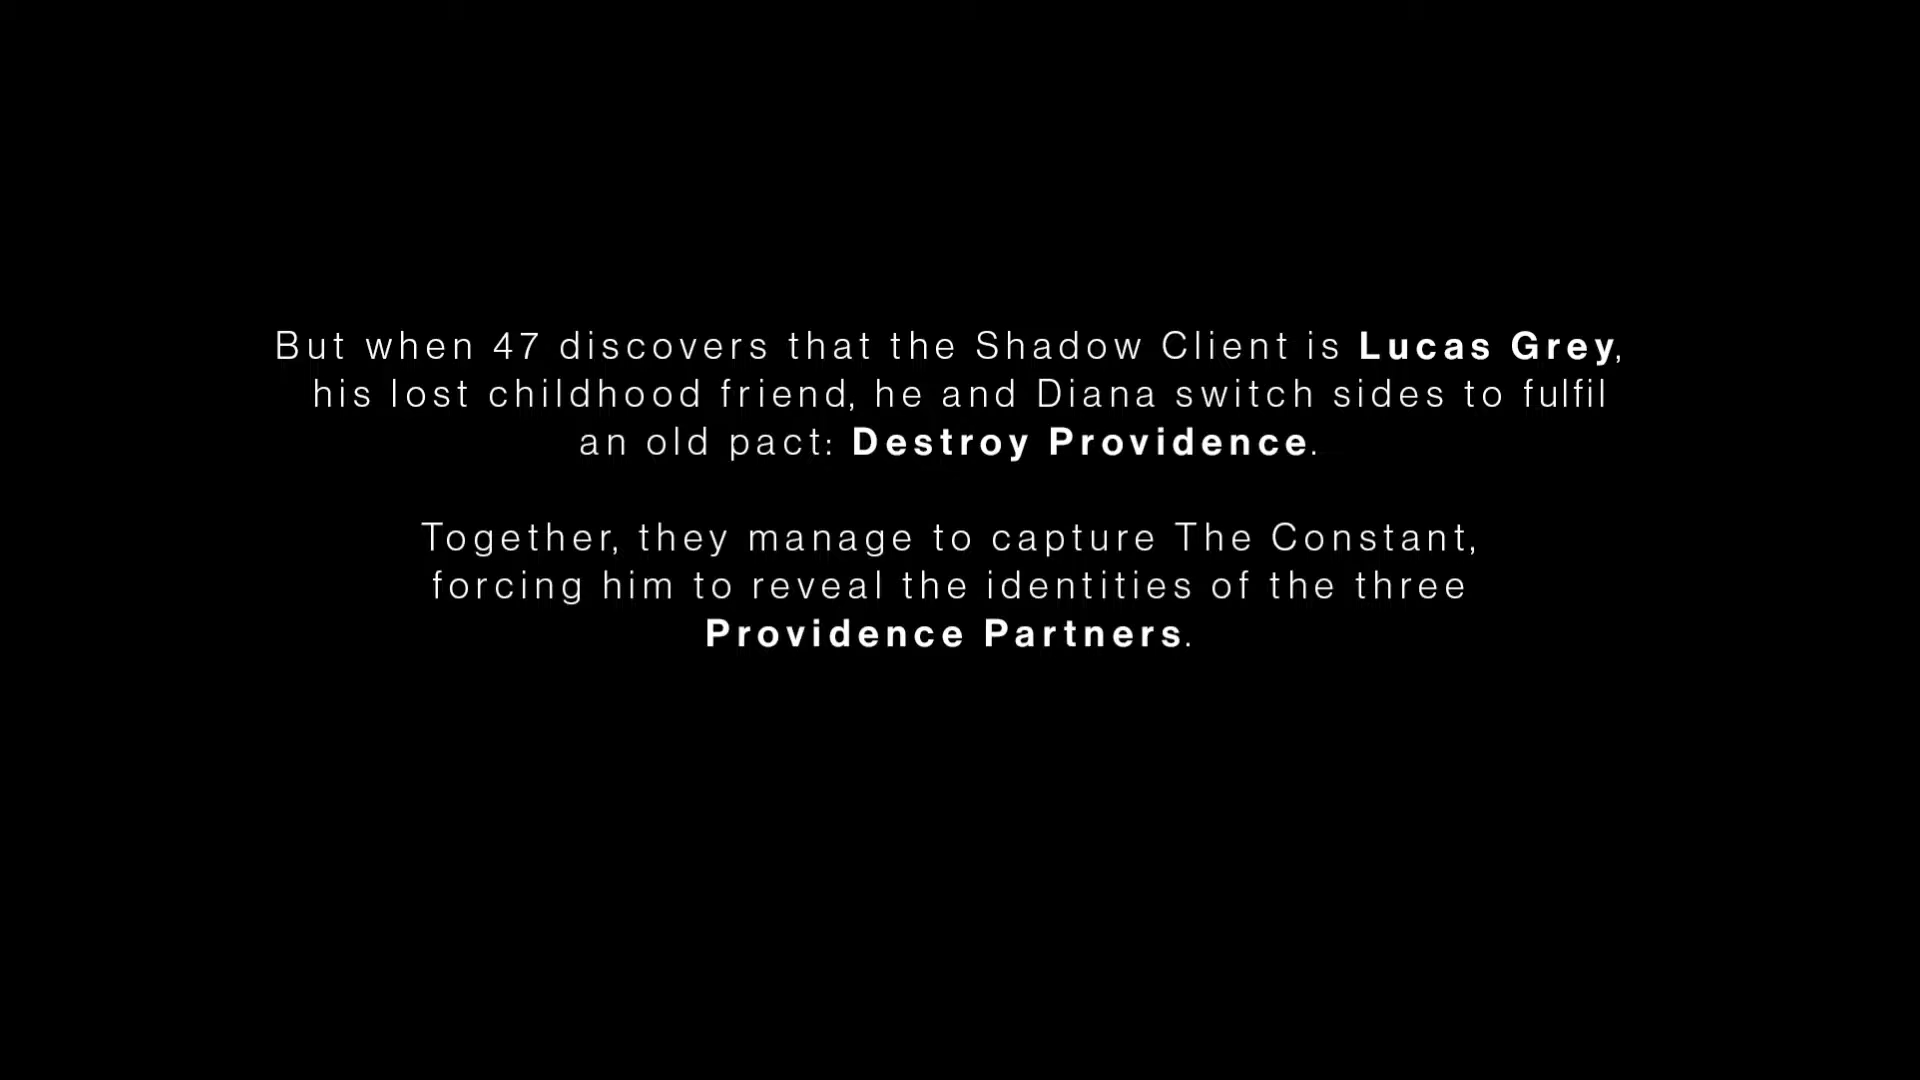 But when 47 discovers that the Shadow Client is Lucas Grey,
his lost childhood friend, he and Diana switch sides to fulfil
an old pact: Destroy Providence.
Together, they manage to capture The Constant,
forcing him to reveal the identities of the three
Providence Partners.